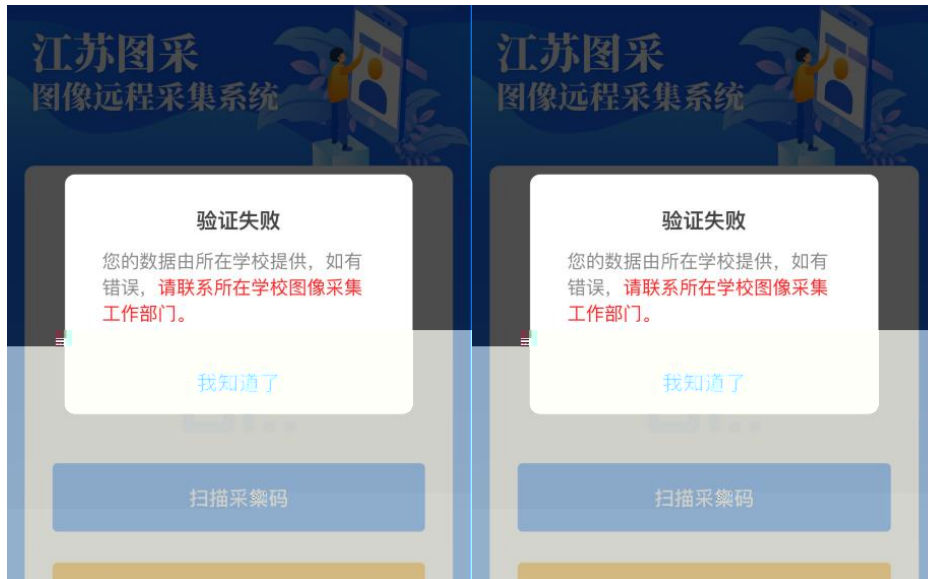 江苏图采
图像远程采集系统
验证失败
您的数据由所在学校提供，如有
错误，请联系所在学校图像采集
工作部门。
我知道了
扫描采集码
江苏图采
图像远程采集系统
验证失败
您的数据由所在学校提供，如有
错误，请联系所在学校图像采集
工作部门。
我知道了
扫描采集码